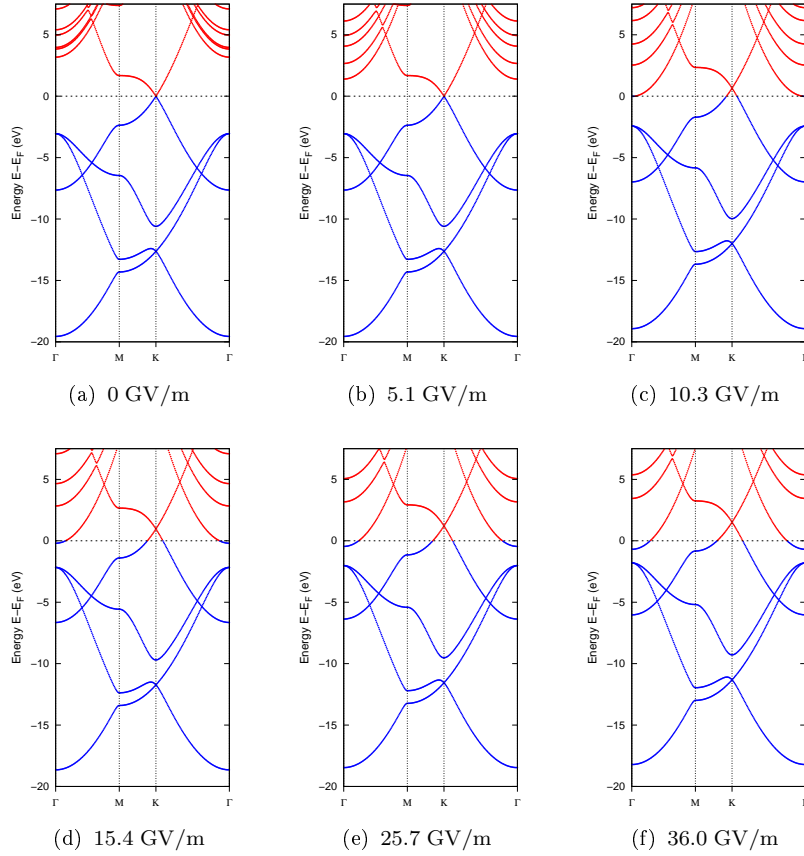 Energy E−E_F (eV)
5
0
−5
−10
−15
−20
Γ M K Γ
(a) 0 GV/m
Energy E−E_F (eV)
5
0
−5
−10
−15
−20
Γ M K Γ
(b) 5.1 GV/m
Energy E−E_F (eV)
5
0
−5
−10
−15
−20
Γ M K
(c) 10.3 GV/m
Energy E−E_F (eV)
5
0
−5
−10
−15
−20
Γ M K Γ
(d) 15.4 GV/m
Energy E−E_F (eV)
5
0
−5
−10
−15
−20
Γ M K Γ
(e) 25.7 GV/m
Energy E−E_F (eV)
5
0
−5
−10
−15
−20
Γ M K
(f) 36.0 GV/m